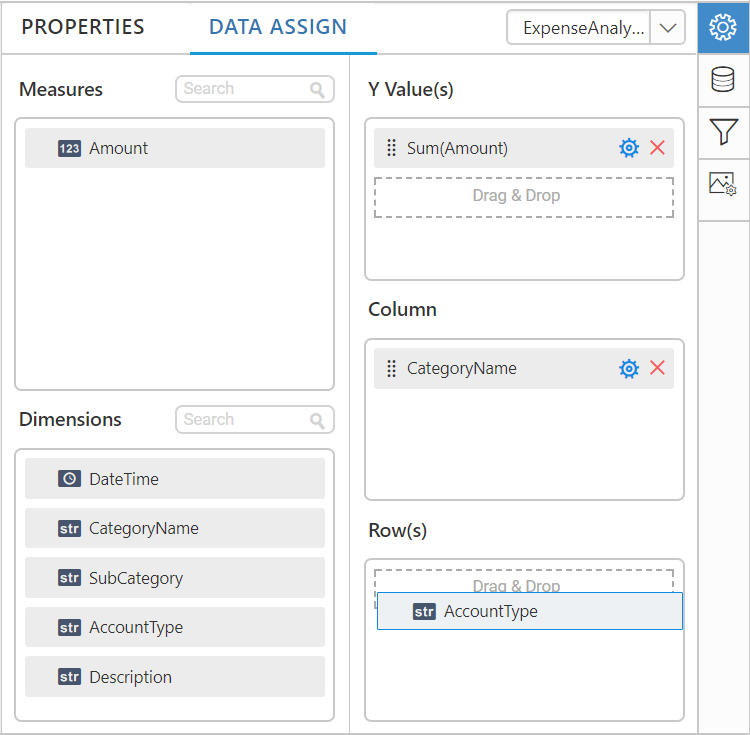 PROPERTIES
DATA ASSIGN
ExpenseAnaly...
Measures
Search
123 Amount
Dimensions
Search
DateTime
str CategoryName
str SubCategory
str AccountType
str Description
Y Value(s)
Sum(Amount)
Drag & Drop
Column
CategoryName
Row(s)
Drag & Drop
str AccountType